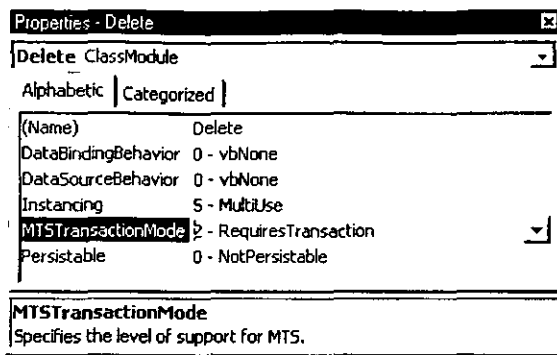 Properties - Delete
Delete ClassModule
Alphabetic Categorized
(Name) Delete
DataBindingBehavior 0 - vbNone
DataSourceBehavior 0 - vbNone
Instancing 5 - MultiUse
MTSTransactionMode 2 - RequiresTransaction
Persistable 0 - NotPersistable
MTSTransactionMode
Specifies the level of support for MTS.